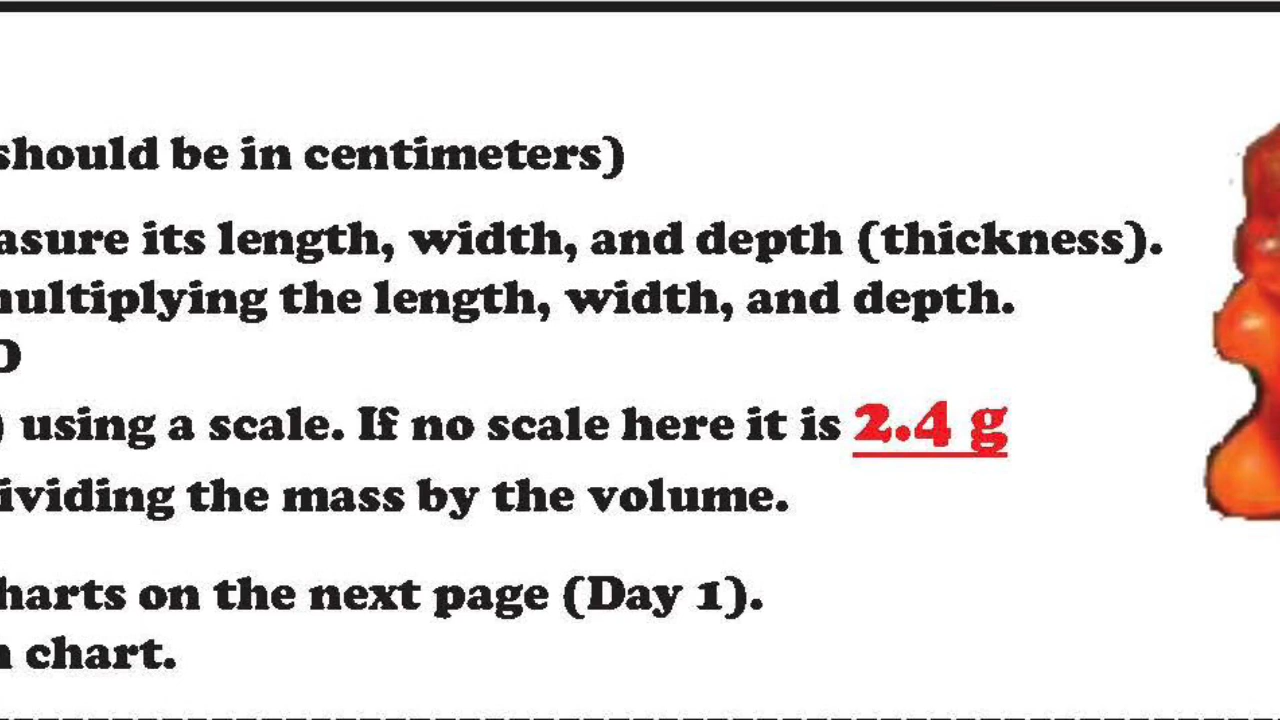 should be in centimeters)
asure its length, width, and depth (thickness).
multiplying the length, width, and depth.
D
) using a scale. If no scale here it is 2.4 g
ividing the mass by the volume.
harts on the next page (Day 1).
chart.